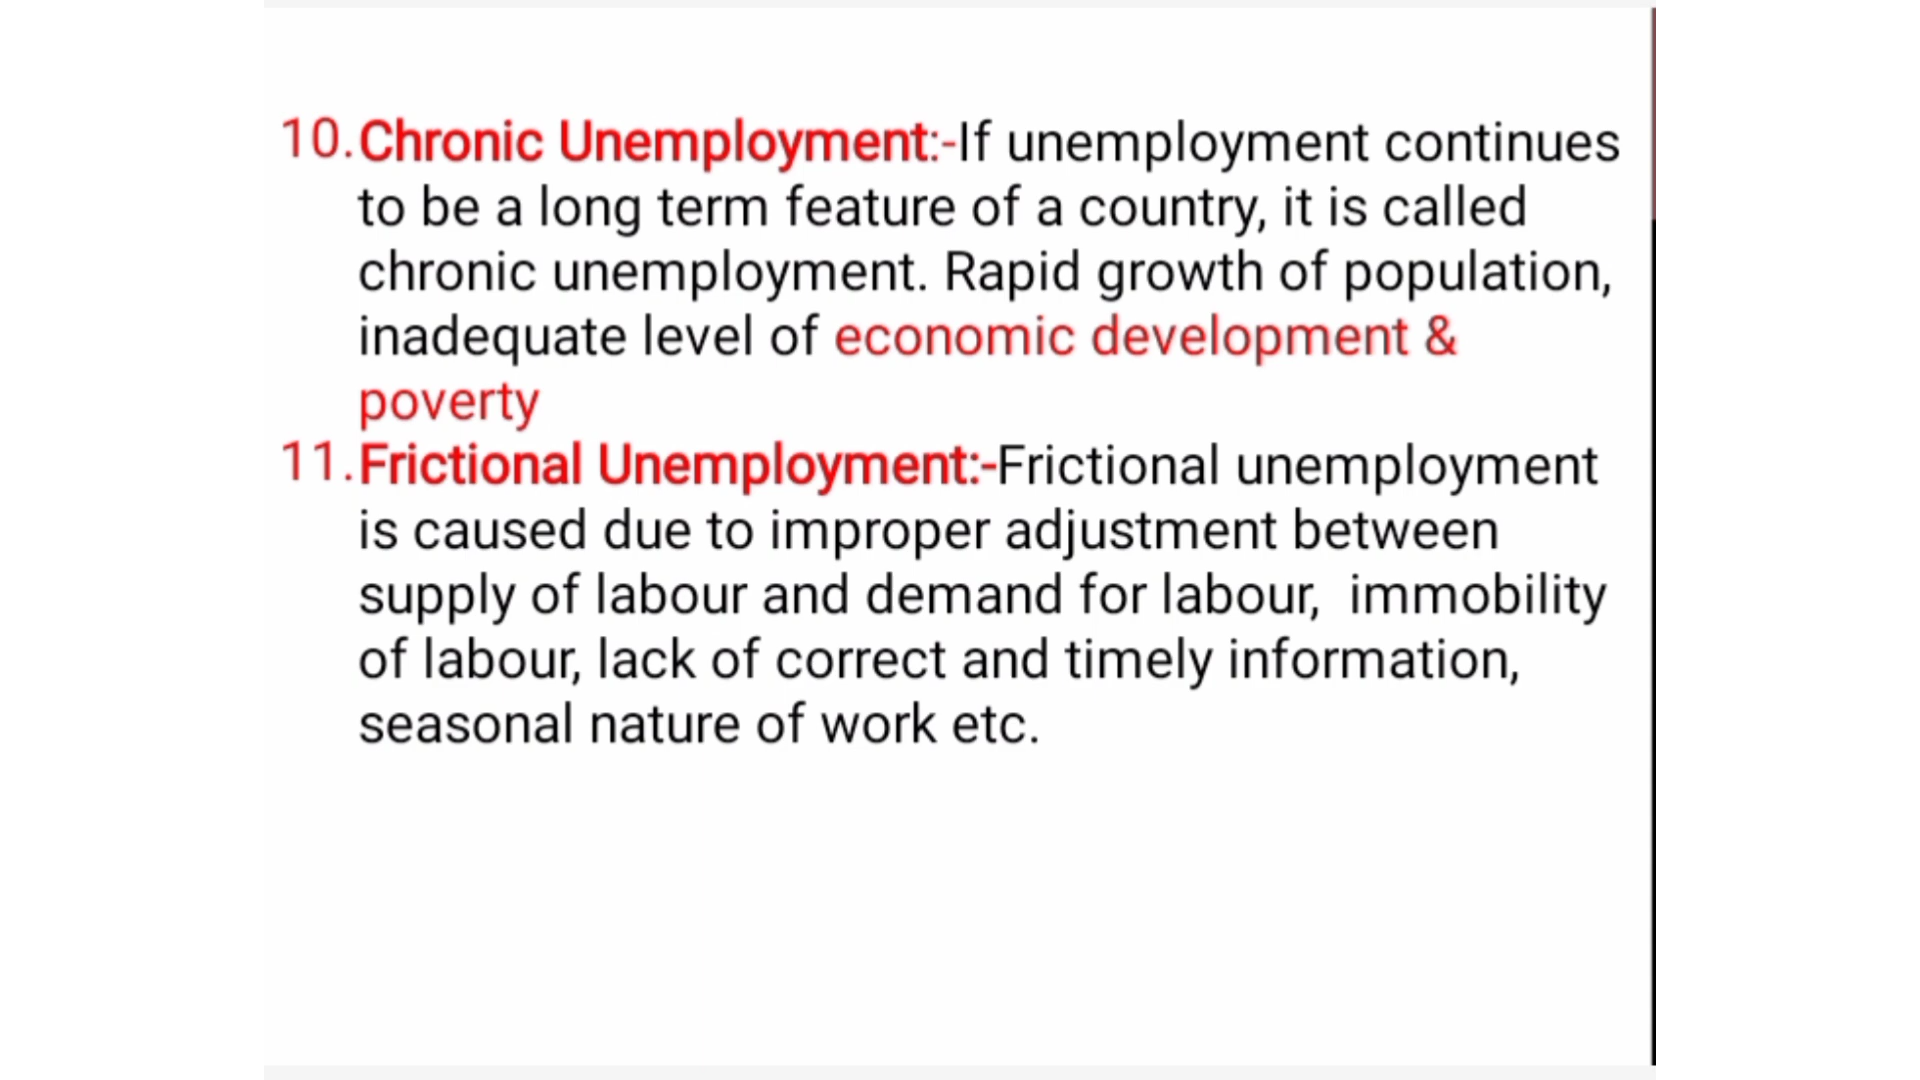 10.Chronic Unemployment:-If unemployment continues
to be a long term feature of a country, it is called
chronic unemployment. Rapid growth of population,
inadequate level of economic development &
poverty
11.Frictional Unemployment:-Frictional unemployment
is caused due to improper adjustment between
supply of labour and demand for labour,  immobility
of labour, lack of correct and timely information,
seasonal nature of work etc.